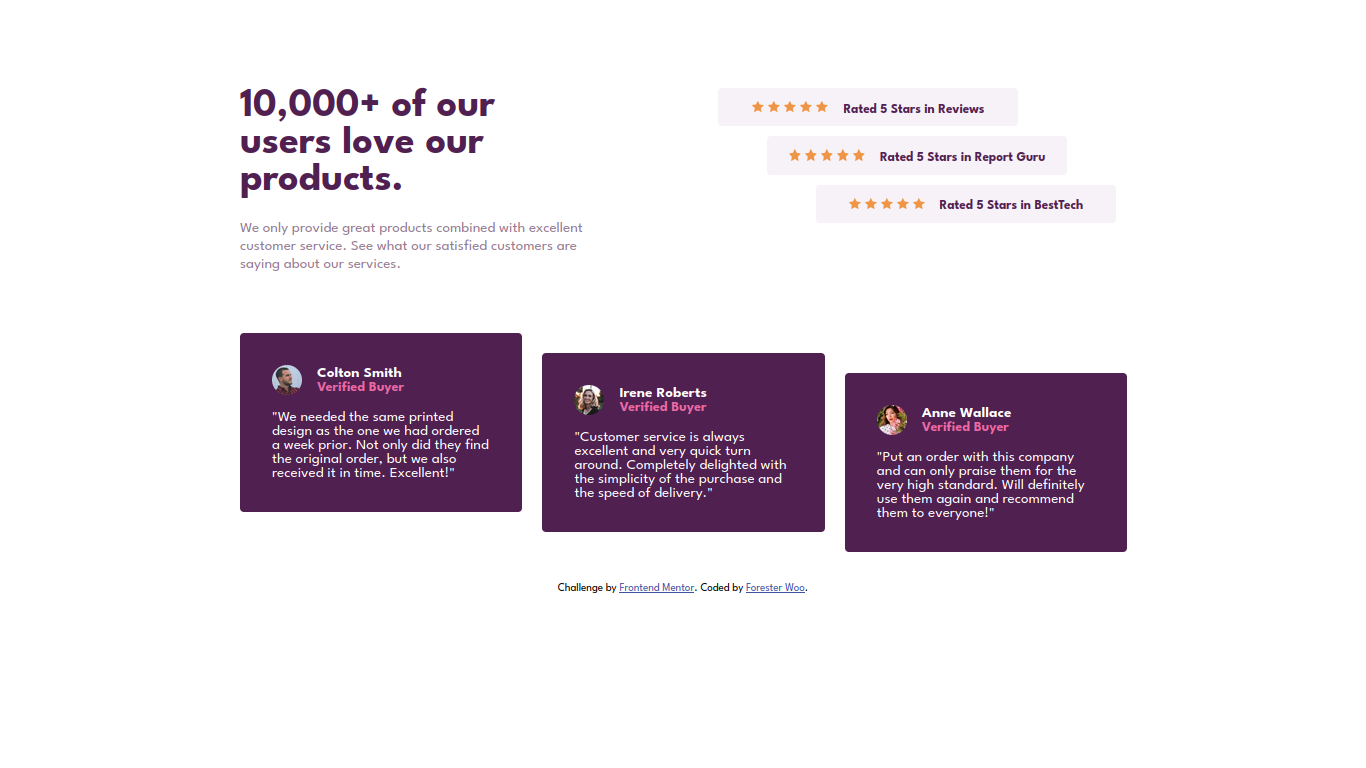 10,000+ of our
users love our
products.
We only provide great products combined with excellent
customer service. See what our satisfied customers are
saying about our services.
Rated 5 Stars in Reviews
Rated 5 Stars in Report Guru
Rated 5 Stars in BestTech
Colton Smith
Verified Buyer
"We needed the same printed
design as the one we had ordered
a week prior. Not only did they find
the original order, but we also
received it in time. Excellent!"
Irene Roberts
Verified Buyer
"Customer service is always
excellent and very quick turn
around. Completely delighted with
the simplicity of the purchase and
the speed of delivery."
Anne Wallace
Verified Buyer
"Put an order with this company
and can only praise them for the
very high standard. Will definitely
use them again and recommend
them to everyone!"
Challenge by Frontend Mentor. Coded by Forester Woo.